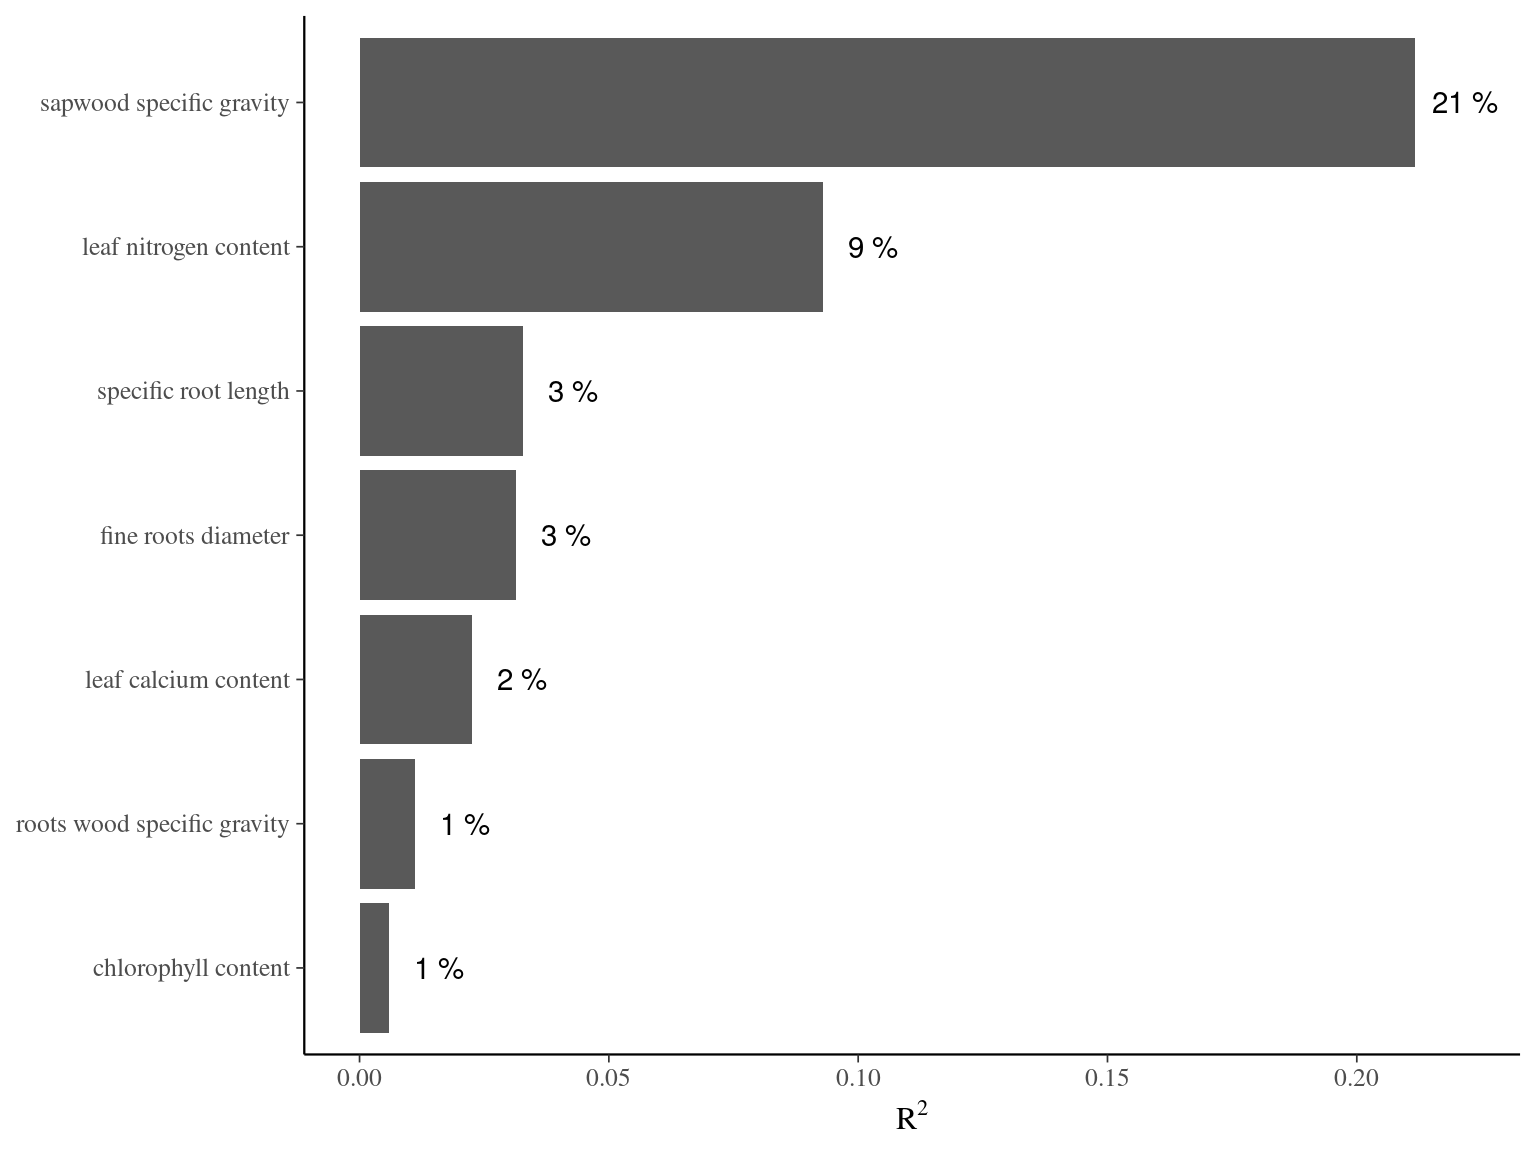 sapwood specific gravity
21 %
leaf nitrogen content
9 %
specific root length
3 %
fine roots diameter
3 %
leaf calcium content
2 %
roots wood specific gravity
1 %
chlorophyll content
1 %
0.00 0.05 0.10 0.15 0.20
R²